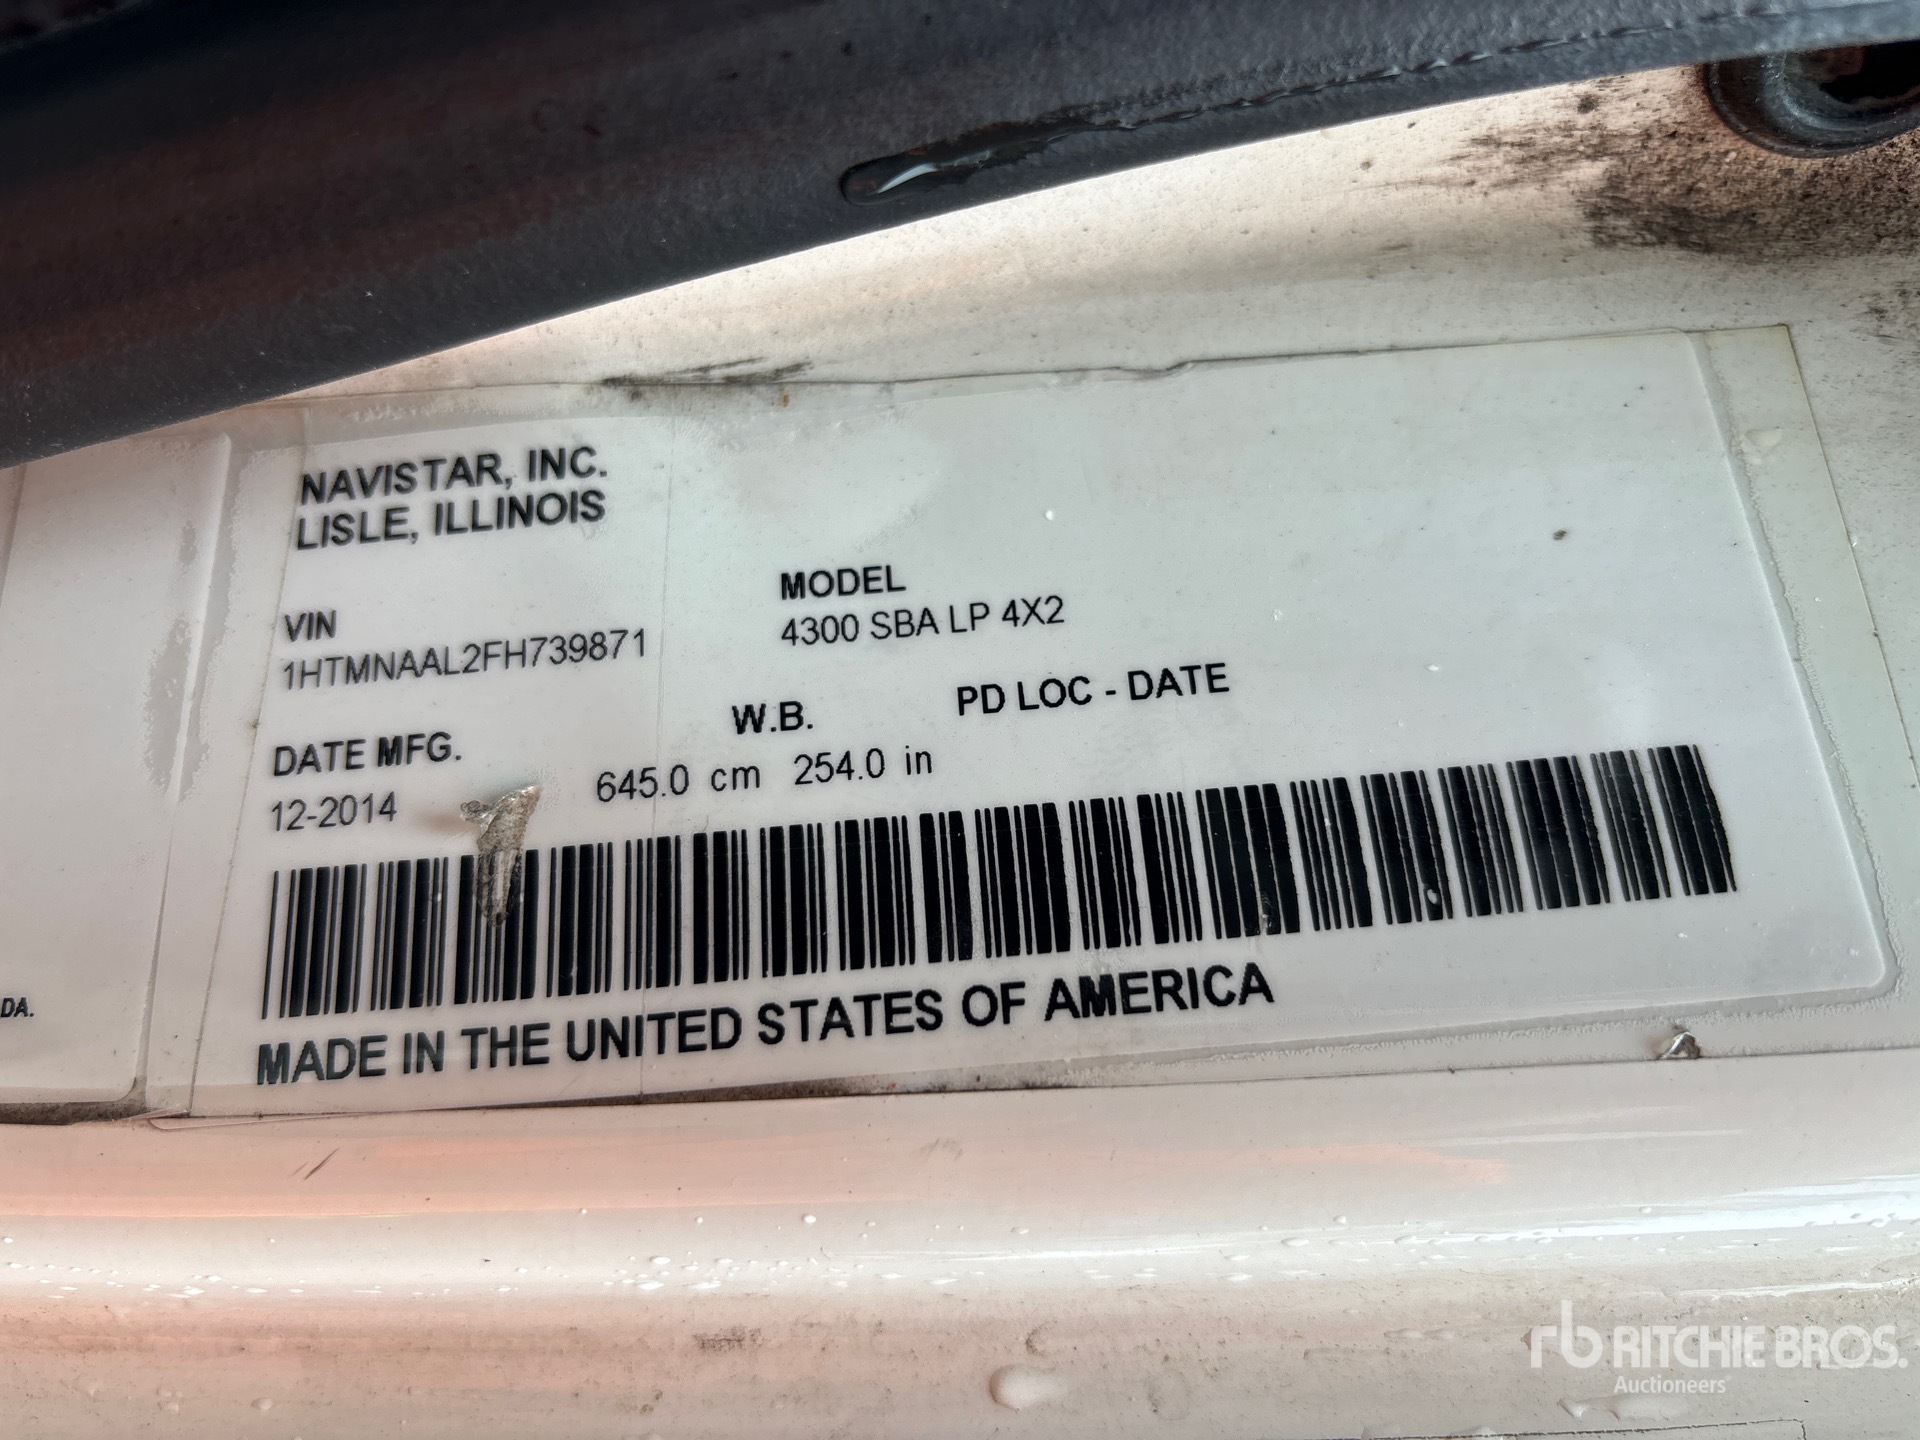 NAVISTAR, INC.
LISLE, ILLINOIS
VIN
1HTMNAAL2FH739871
MODEL
4300 SBA LP 4X2
DATE MFG.
12-2014
W.B.
645.0 cm 254.0 in
PD LOC - DATE
MADE IN THE UNITED STATES OF AMERICA
DA.
rb RITCHIE BROS.
Auctioneers